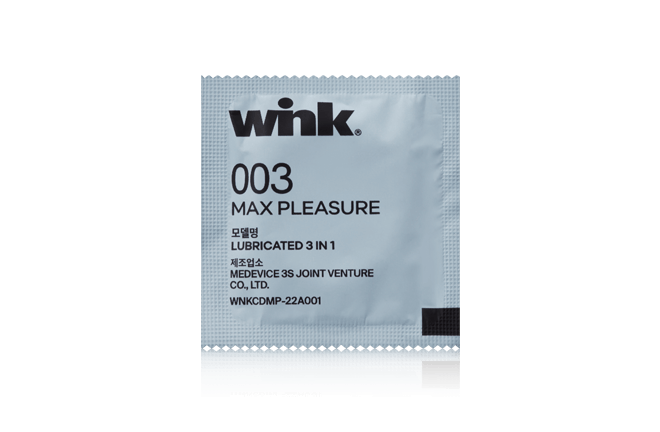 wink.®
003
MAX PLEASURE
모델명
LUBRICATED 3 IN 1
제조업소
MEDEVICE 3S JOINT VENTURE
CO., LTD.
WNKCDMP-22A001